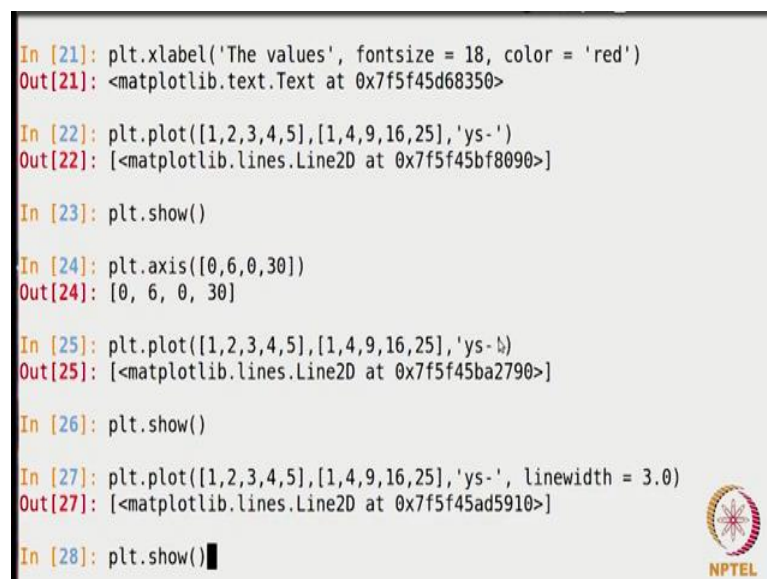 In [21]: plt.xlabel('The values', fontsize = 18, color = 'red')
Out[21]: <matplotlib.text.Text at 0x7f5f45d68350>
In [22]: plt.plot([1,2,3,4,5],[1,4,9,16,25],'ys-')
Out[22]: [<matplotlib.lines.Line2D at 0x7f5f45bf8090>]
In [23]: plt.show()
In [24]: plt.axis([0,6,0,30])
Out[24]: [0, 6, 0, 30]
In [25]: plt.plot([1,2,3,4,5],[1,4,9,16,25],'ys-')
Out[25]: [<matplotlib.lines.Line2D at 0x7f5f45ba2790>]
In [26]: plt.show()
In [27]: plt.plot([1,2,3,4,5],[1,4,9,16,25],'ys-', linewidth = 3.0)
Out[27]: [<matplotlib.lines.Line2D at 0x7f5f45ad5910>]
In [28]: plt.show()
NPTEL